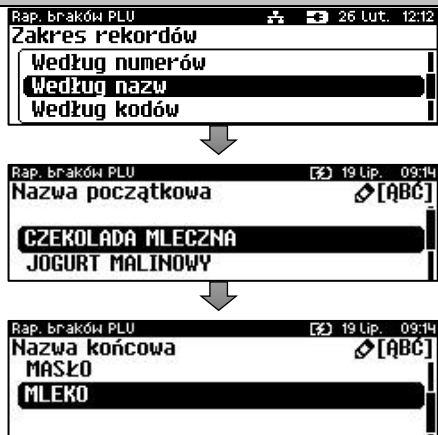 Rap. braków PLU 26 Lut. 12:12
Zakres rekordów
Według numerów
Według nazw
Według kodów
Rap. braków PLU 19 Lip. 09:14
Nazwa początkowa [ĄBĆ]
CZEKOLADA MLECZNA
JOGURT MALINOWY
Rap. braków PLU 19 Lip. 09:14
Nazwa końcowa [ĄBĆ]
MASŁO
MLEKO